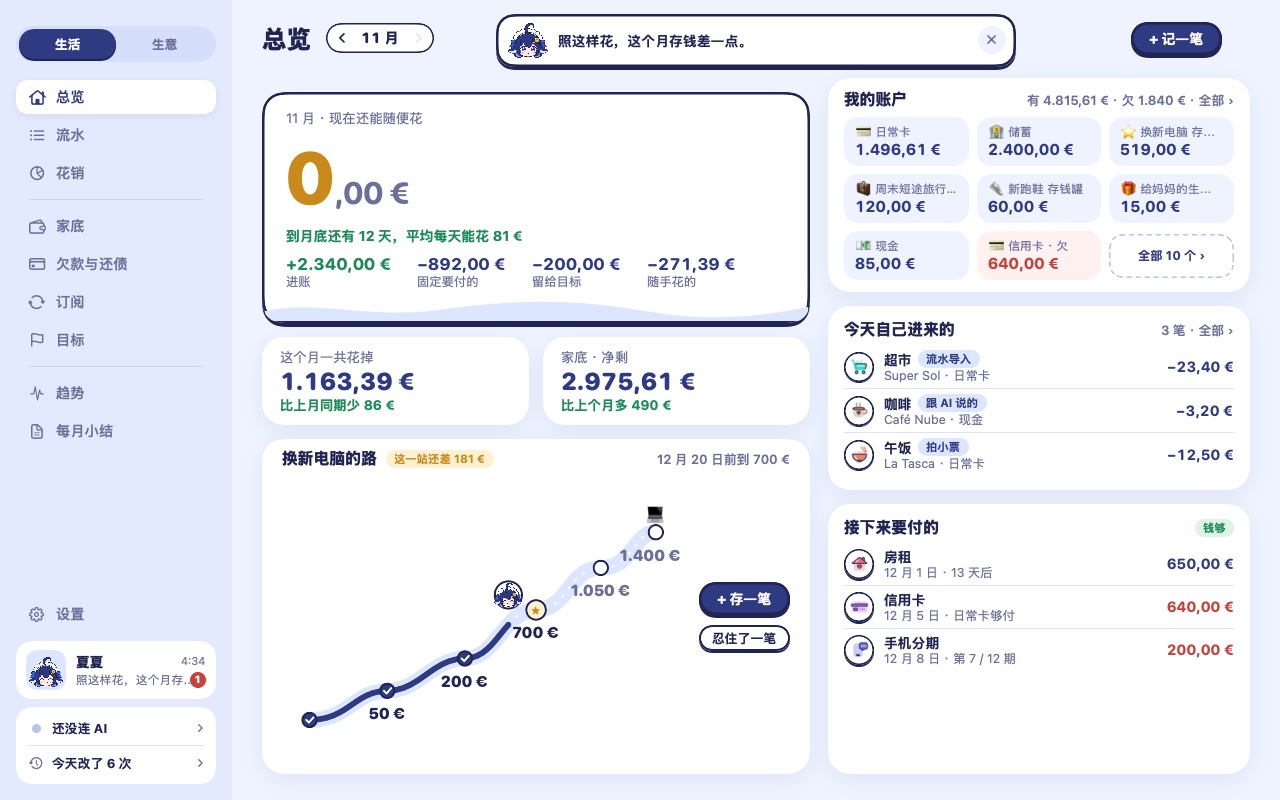 生活
生意
总览
流水
花销
家底
欠款与还债
订阅
目标
趋势
每月小结
设置
夏夏
4:34
照这样花，这个月存…
1
还没连 AI
今天改了 6 次
总览
11 月
照这样花，这个月存钱差一点。
+ 记一笔
11 月 · 现在还能随便花
0,00 €
到月底还有 12 天，平均每天能花 81 €
+2.340,00 €
进账
−892,00 €
固定要付的
−200,00 €
留给目标
−271,39 €
随手花的
这个月一共花掉
1.163,39 €
比上月同期少 86 €
家底 · 净剩
2.975,61 €
比上个月多 490 €
换新电脑的路
这一站还差 181 €
12 月 20 日前到 700 €
1.400 €
1.050 €
700 €
200 €
50 €
+ 存一笔
忍住了一笔
我的账户
有 4.815,61 € · 欠 1.840 € · 全部 ›
日常卡
1.496,61 €
储蓄
2.400,00 €
换新电脑 存…
519,00 €
周末短途旅行…
120,00 €
新跑鞋 存钱罐
60,00 €
给妈妈的生…
15,00 €
现金
85,00 €
信用卡 · 欠
640,00 €
全部 10 个 ›
今天自己进来的
3 笔 · 全部 ›
超市 流水导入
Super Sol · 日常卡
−23,40 €
咖啡 跟 AI 说的
Café Nube · 现金
−3,20 €
午饭 拍小票
La Tasca · 日常卡
−12,50 €
接下来要付的
钱够
房租
12 月 1 日 · 13 天后
650,00 €
信用卡
12 月 5 日 · 日常卡够付
640,00 €
手机分期
12 月 8 日 · 第 7 / 12 期
200,00 €